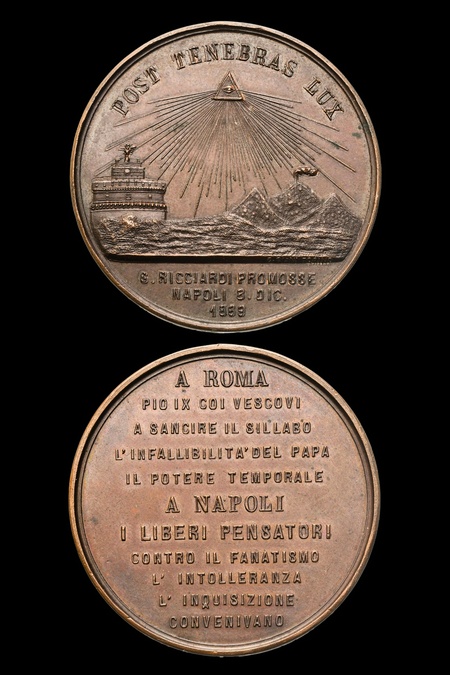 POST TENEBRAS LUX
G. RICCIARDI PROMOSSE
NAPOLI 8. DIC.
1869
A ROMA
PIO IX COI VESCOVI
A SANCIRE IL SILLABO
L'INFALLIBILITA' DEL PAPA
IL POTERE TEMPORALE
A NAPOLI
I LIBERI PENSATORI
CONTRO IL FANATISMO
L' INTOLLERANZA
L' INQUISIZIONE
CONVENIVANO